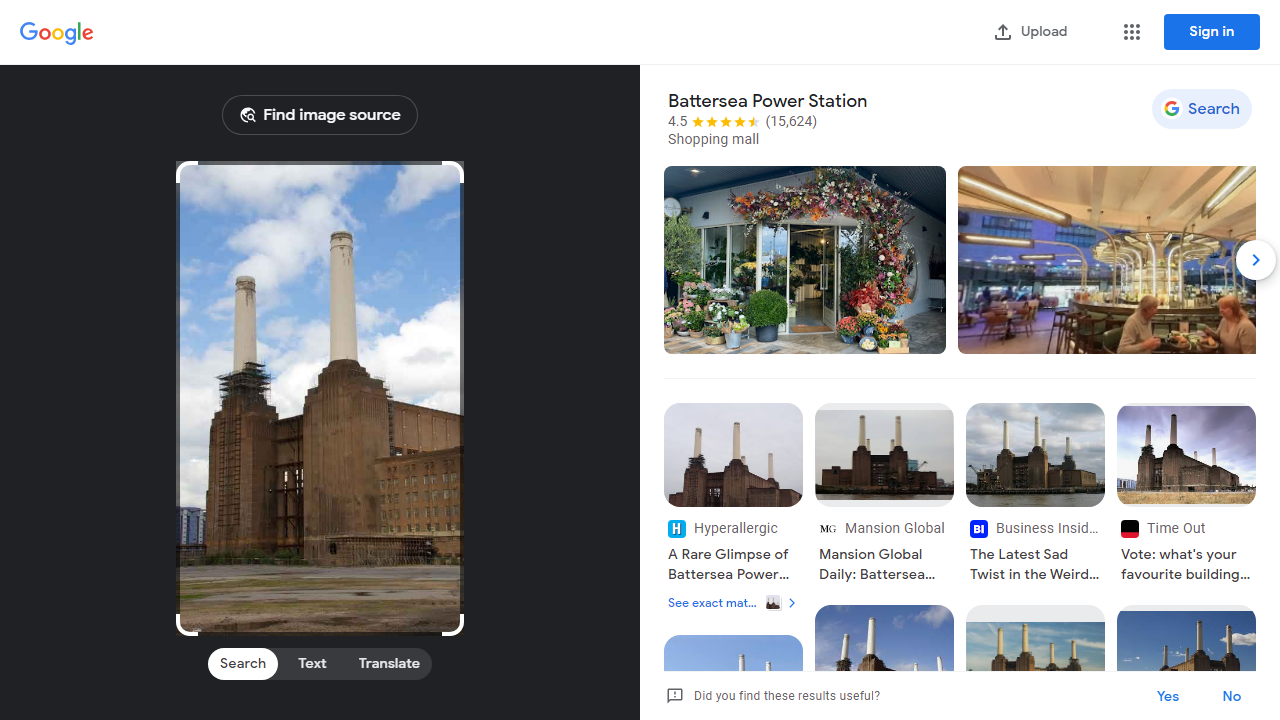 Google
Upload
Sign in
Find image source
Search
Text
Translate
Battersea Power Station
4.5 (15,624)
Shopping mall
Search
Hyperallergic
A Rare Glimpse of
Battersea Power...
See exact mat...
MG Mansion Global
Mansion Global
Daily: Battersea...
BI Business Insid...
The Latest Sad
Twist in the Weird...
Time Out
Vote: what's your
favourite building...
Did you find these results useful?
Yes
No